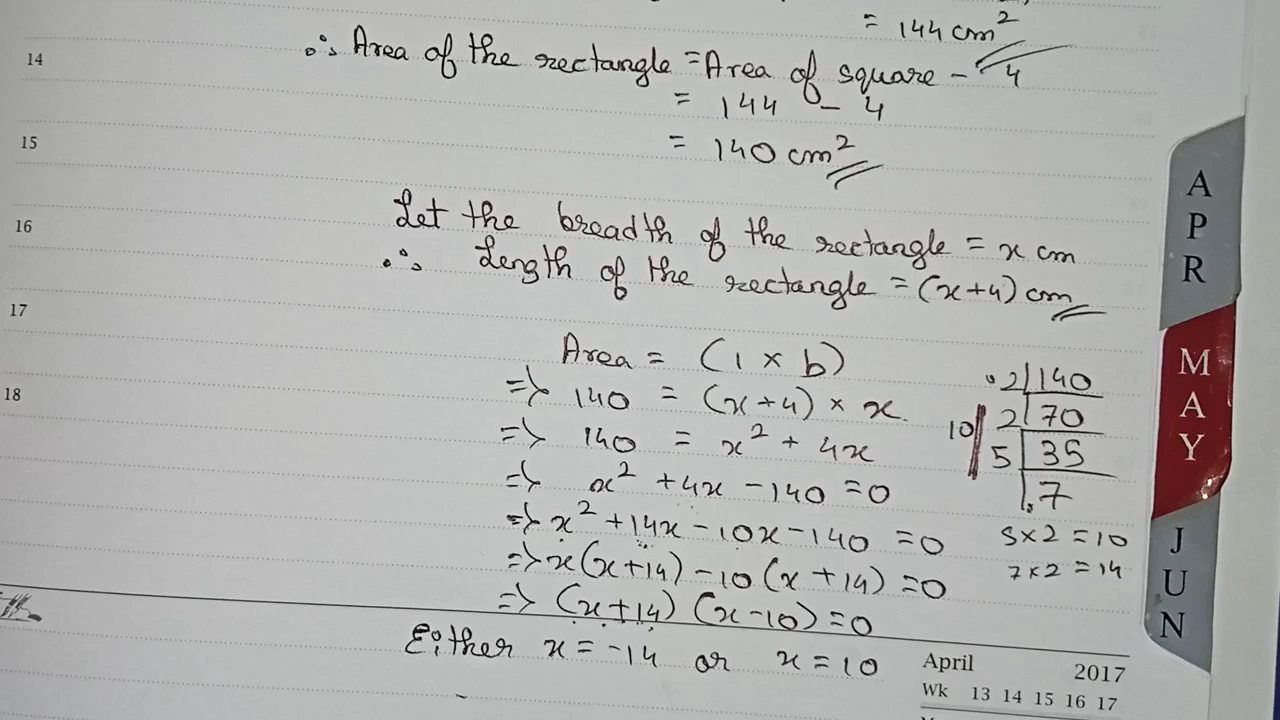 = 144 cm²
14
∴ Area of the rectangle = Area of square - 4
= 144 - 4
15
= 140 cm²
16
Let the breadth of the rectangle = x cm
∴ Length of the rectangle = (x+4) cm
17
Area = (l × b)
18
=> 140 = (x+4) × x
=> 140 = x² + 4x
=> x² + 4x - 140 = 0
=> x² + 14x - 10x - 140 = 0
=> x(x+14) - 10(x+14) = 0
=> (x+14) (x-10) = 0
Either x = -14 or x = 10
2 140
10 2 70
5 35
7
5×2 = 10
7×2 = 14
APR
MAY
JUN
April 2017
Wk 13 14 15 16 17